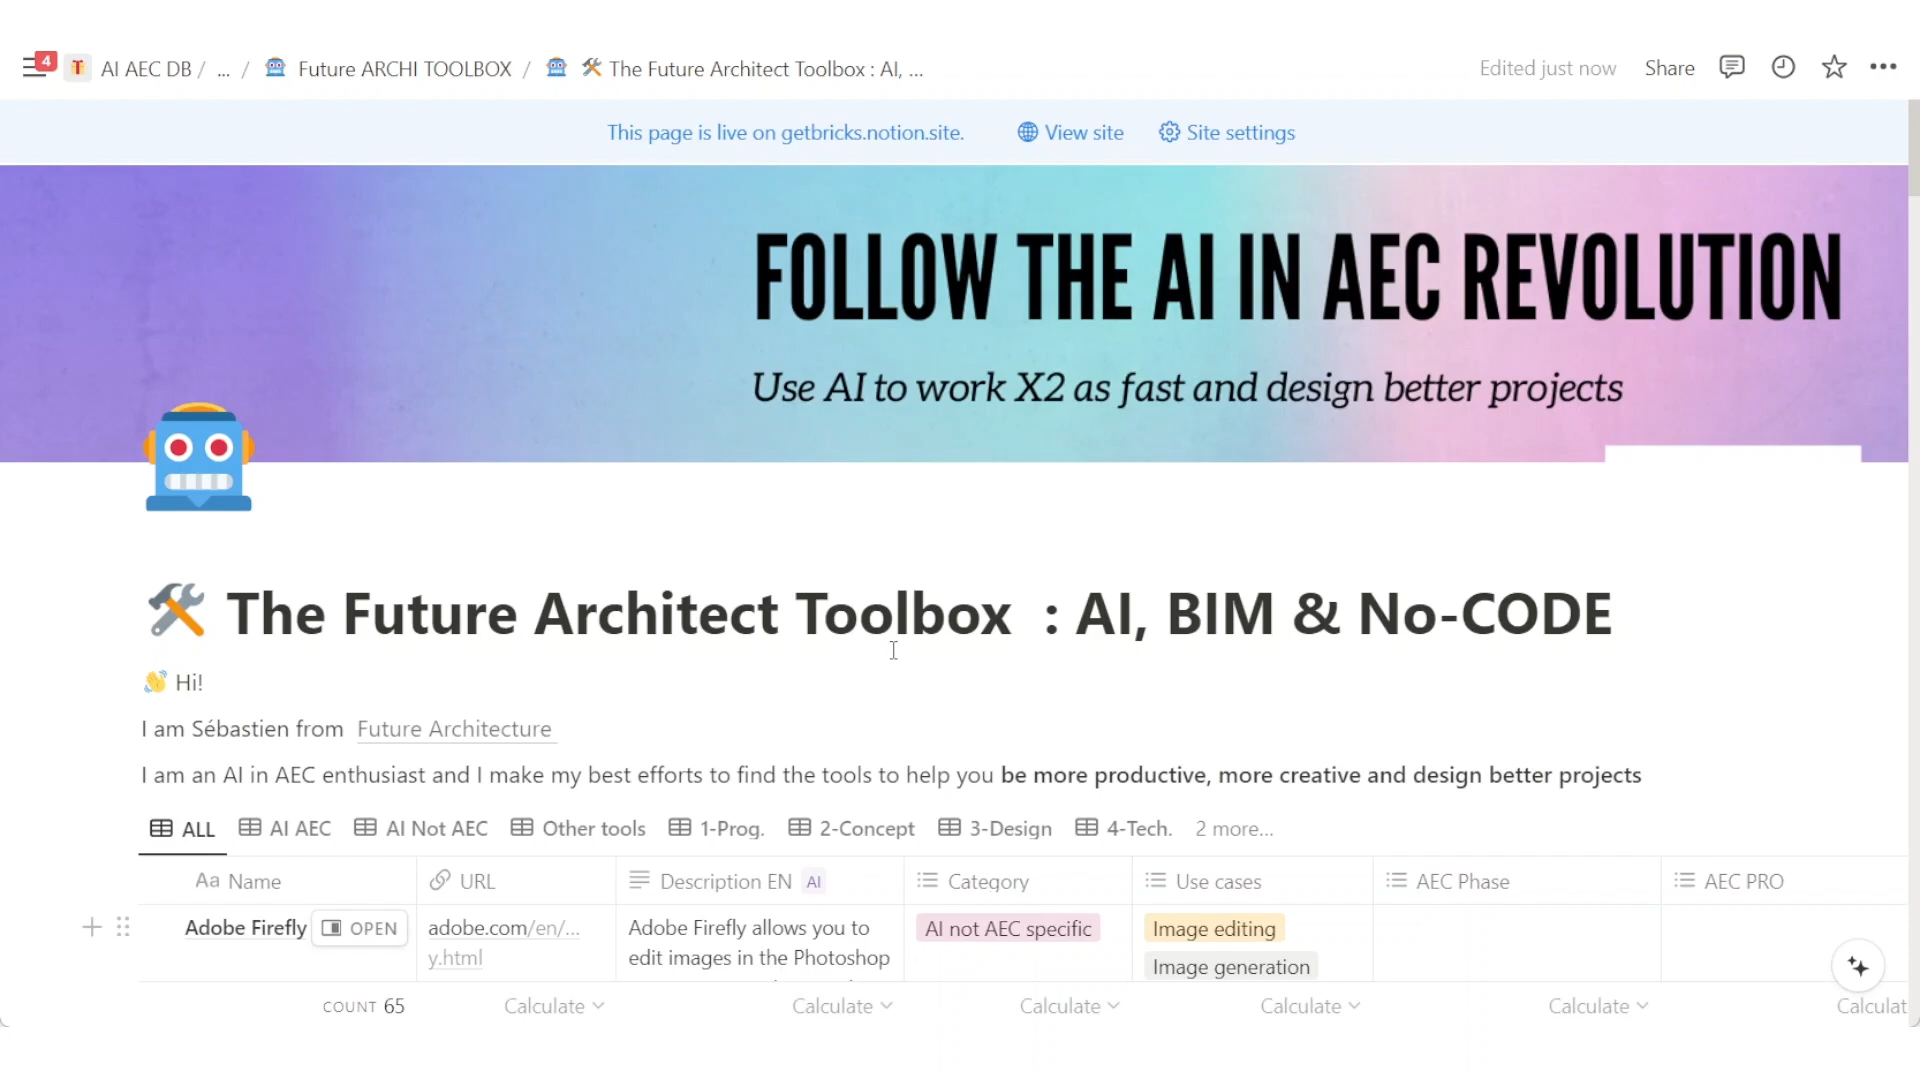 4 AI AEC DB / ... / Future ARCHI TOOLBOX / 🛠 The Future Architect Toolbox : AI, ... Edited just now Share
This page is live on getbricks.notion.site. View site Site settings
FOLLOW THE AI IN AEC REVOLUTION
Use AI to work X2 as fast and design better projects
🛠 The Future Architect Toolbox : AI, BIM & No-CODE
👋 Hi!
I am Sébastien from Future Architecture
I am an AI in AEC enthusiast and I make my best efforts to find the tools to help you be more productive, more creative and design better projects
ALL AI AEC AI Not AEC Other tools 1-Prog. 2-Concept 3-Design 4-Tech. 2 more...
Aa Name URL Description EN AI Category Use cases AEC Phase AEC PRO
Adobe Firefly OPEN adobe.com/en/... Adobe Firefly allows you to AI not AEC specific Image editing
y.html edit images in the Photoshop Image generation
COUNT 65 Calculate Calculate Calculate Calculate Calculate Calculat